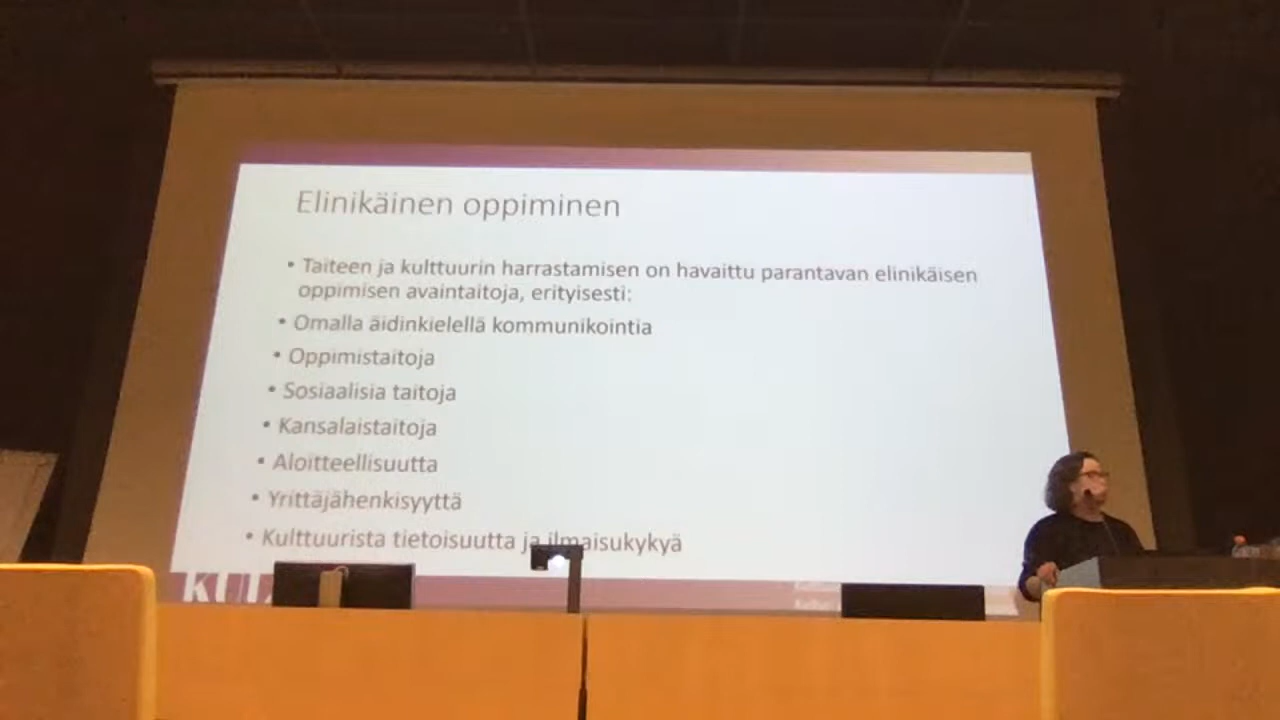 Elinikäinen oppiminen
• Taiteen ja kulttuurin harrastamisen on havaittu parantavan elinikäisen
oppimisen avaintaitoja, erityisesti:
• Omalla äidinkielellä kommunikointia
• Oppimistaitoja
• Sosiaalisia taitoja
• Kansalaistaitoja
• Aloitteellisuutta
• Yrittäjähenkisyyttä
• Kulttuurista tietoisuutta ja ilmaisukykyä